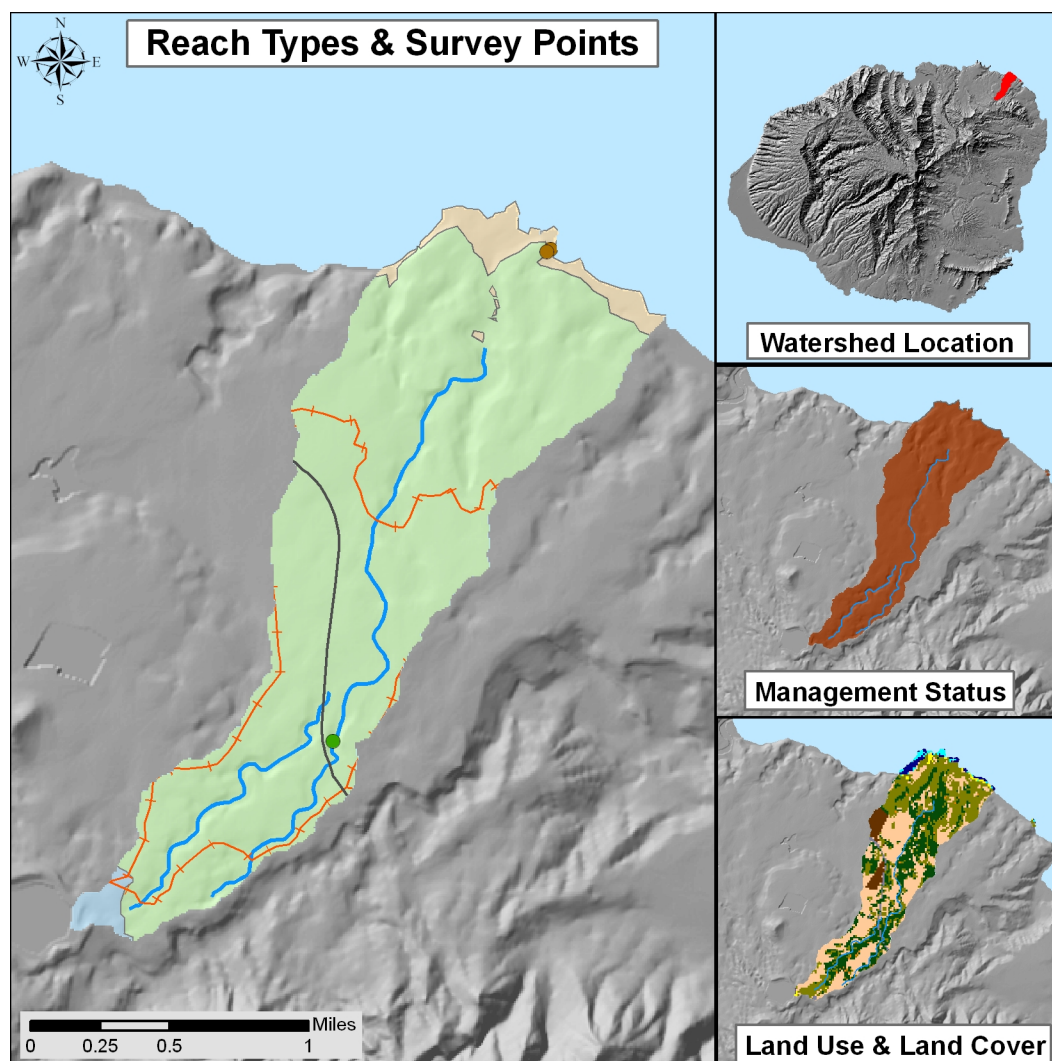 Reach Types & Survey Points
N
W E
S
Watershed Location
Management Status
Land Use & Land Cover
Miles
0 0.25 0.5 1